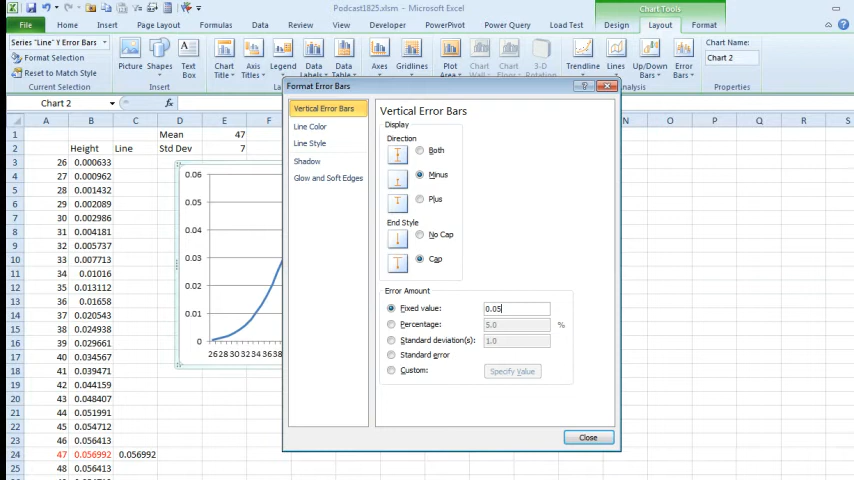 Podcast1825.xlsm - Microsoft Excel
Chart Tools
File Home Insert Page Layout Formulas Data Review View Developer PowerPivot Power Query Load Test Design Layout Format
Series "Line" Y Error Bars
Format Selection
Reset to Match Style
Current Selection
Picture Shapes Text Box
Insert
Chart Title Axis Titles Legend Data Labels Data Table
Axes Gridlines
Plot Area Chart Wall Chart Floor 3-D Rotation
Trendline Lines Up/Down Bars Error Bars
Analysis
Chart Name:
Chart 2
Properties
Chart 2 fx
A B C D E F N O P Q R S
1 Mean 47
2 Height Line Std Dev 7
3 26 0.000633
4 27 0.000962
5 28 0.001432
6 29 0.002086
7 30 0.002986
8 31 0.004181
9 32 0.005737
10 33 0.007713
11 34 0.01016
12 35 0.013112
13 36 0.01658
14 37 0.020543
15 38 0.024938
16 39 0.029661
17 40 0.034567
18 41 0.039471
19 42 0.044159
20 43 0.048407
21 44 0.051991
22 45 0.054712
23 46 0.056413
24 47 0.056992 0.056992
25 48 0.056413
0.06
0.05
0.04
0.03
0.02
0.01
0
26 28 30 32 34 36 38
Format Error Bars
Vertical Error Bars
Line Color
Line Style
Shadow
Glow and Soft Edges
Vertical Error Bars
Display
Direction
Both
Minus
Plus
End Style
No Cap
Cap
Error Amount
Fixed value: 0.05
Percentage: 5.0 %
Standard deviation(s): 1.0
Standard error
Custom: Specify Value
Close